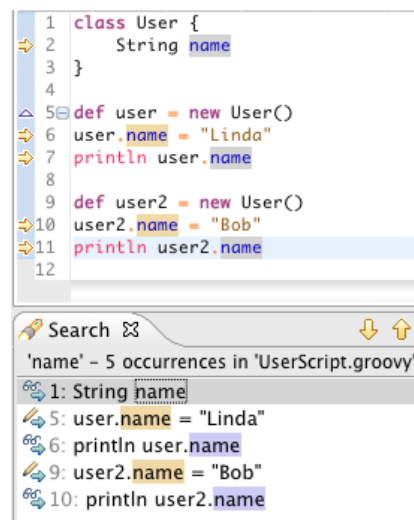 1 class User {
2 String name
3 }
4
5 def user = new User()
6 user.name = "Linda"
7 println user.name
8
9 def user2 = new User()
10 user2.name = "Bob"
11 println user2.name
12
Search
'name' - 5 occurrences in 'UserScript.groovy'
1: String name
5: user.name = "Linda"
6: println user.name
9: user2.name = "Bob"
10: println user2.name